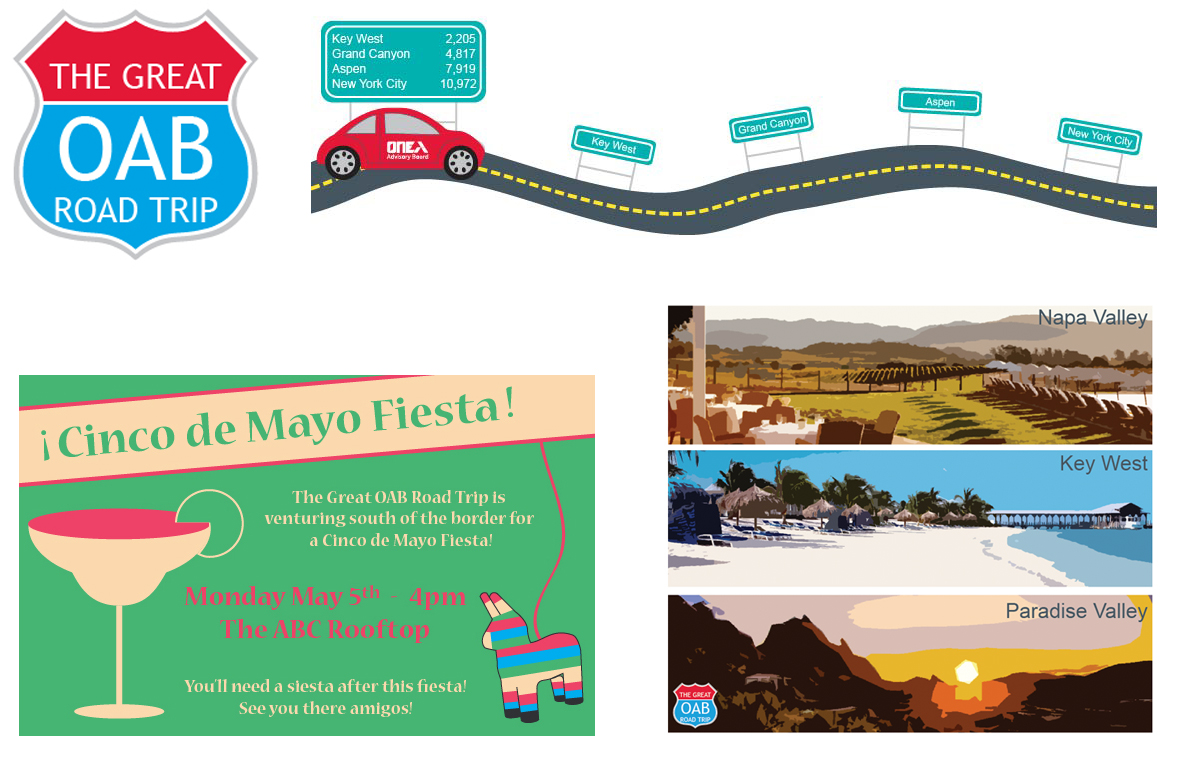 THE GREAT
OAB
ROAD TRIP
Key West 2,205
Grand Canyon 4,817
Aspen 7,919
New York City 10,972
ONE
Advisory Board
Key West
Grand Canyon
Aspen
New York City
¡Cinco de Mayo Fiesta!
The Great OAB Road Trip is
venturing south of the border for
a Cinco de Mayo Fiesta!
Monday May 5th - 4pm
The ABC Rooftop
You'll need a siesta after this fiesta!
See you there amigos!
Napa Valley
Key West
Paradise Valley
THE GREAT
OAB
ROAD TRIP